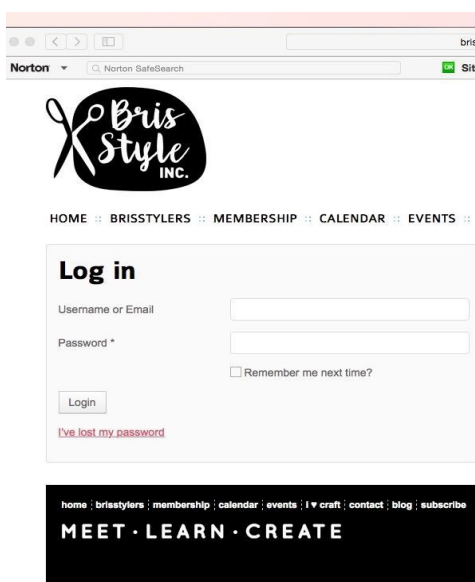 bris
Norton
Norton SafeSearch
OK Sit
Bris
Style
INC.
HOME :: BRISSTYLERS :: MEMBERSHIP :: CALENDAR :: EVENTS ::
Log in
Username or Email
Password *
Remember me next time?
Login
I've lost my password
home brisstylers membership calendar events I ♥ craft contact blog subscribe
MEET · LEARN · CREATE